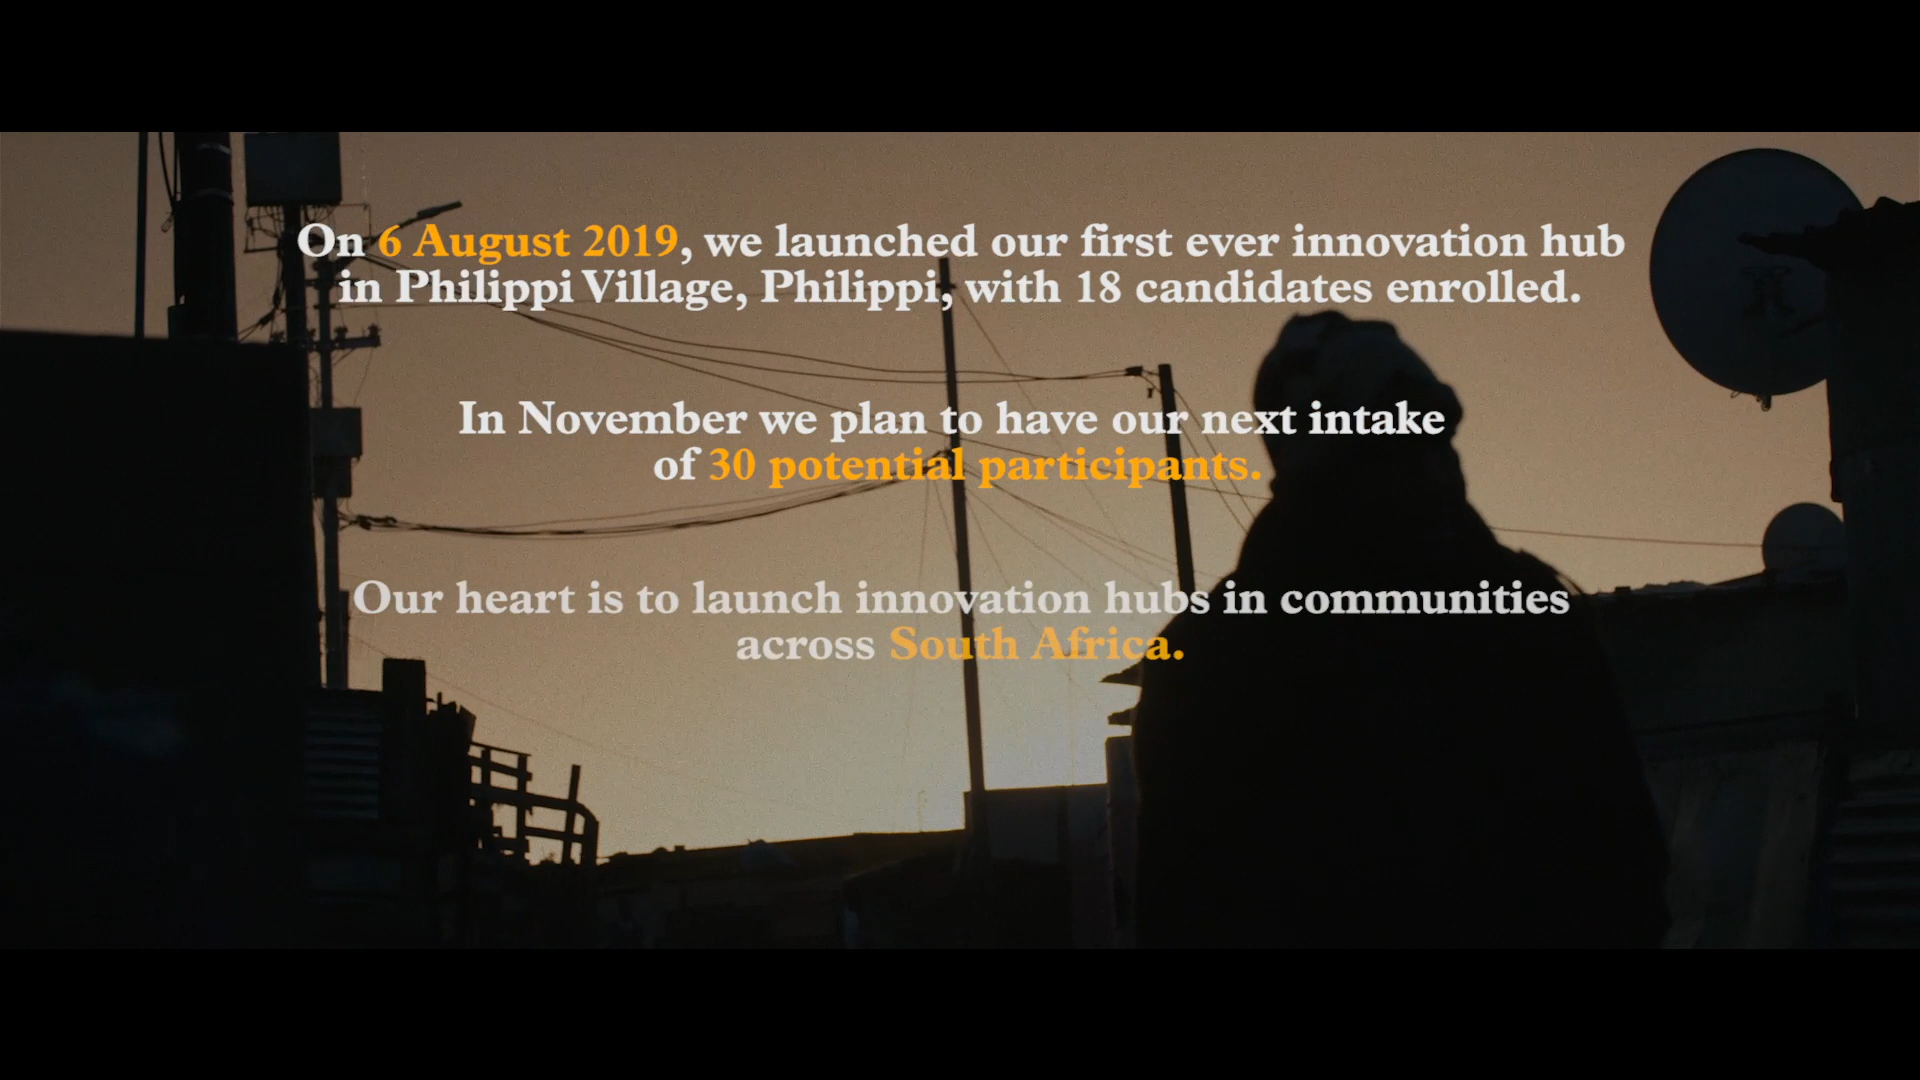 On 6 August 2019, we launched our first ever innovation hub
in Philippi Village, Philippi, with 18 candidates enrolled.
In November we plan to have our next intake
of 30 potential participants.
Our heart is to launch innovation hubs in communities
across South Africa.